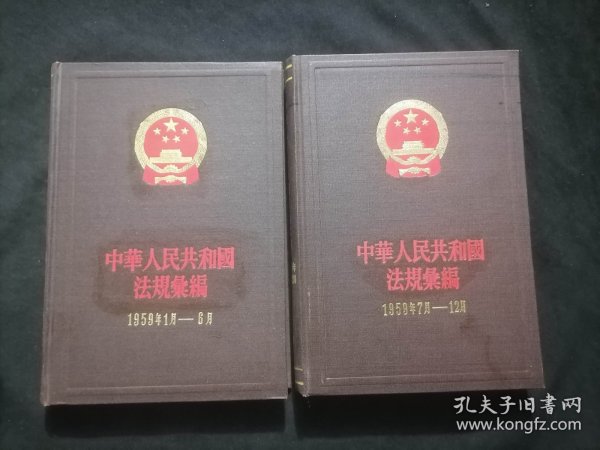 中華人民共和國
法規彙編
1959年1月—6月
中華人民共和國
法規彙編
1959年7月—12月
孔夫子旧书网
www.kongfz.com